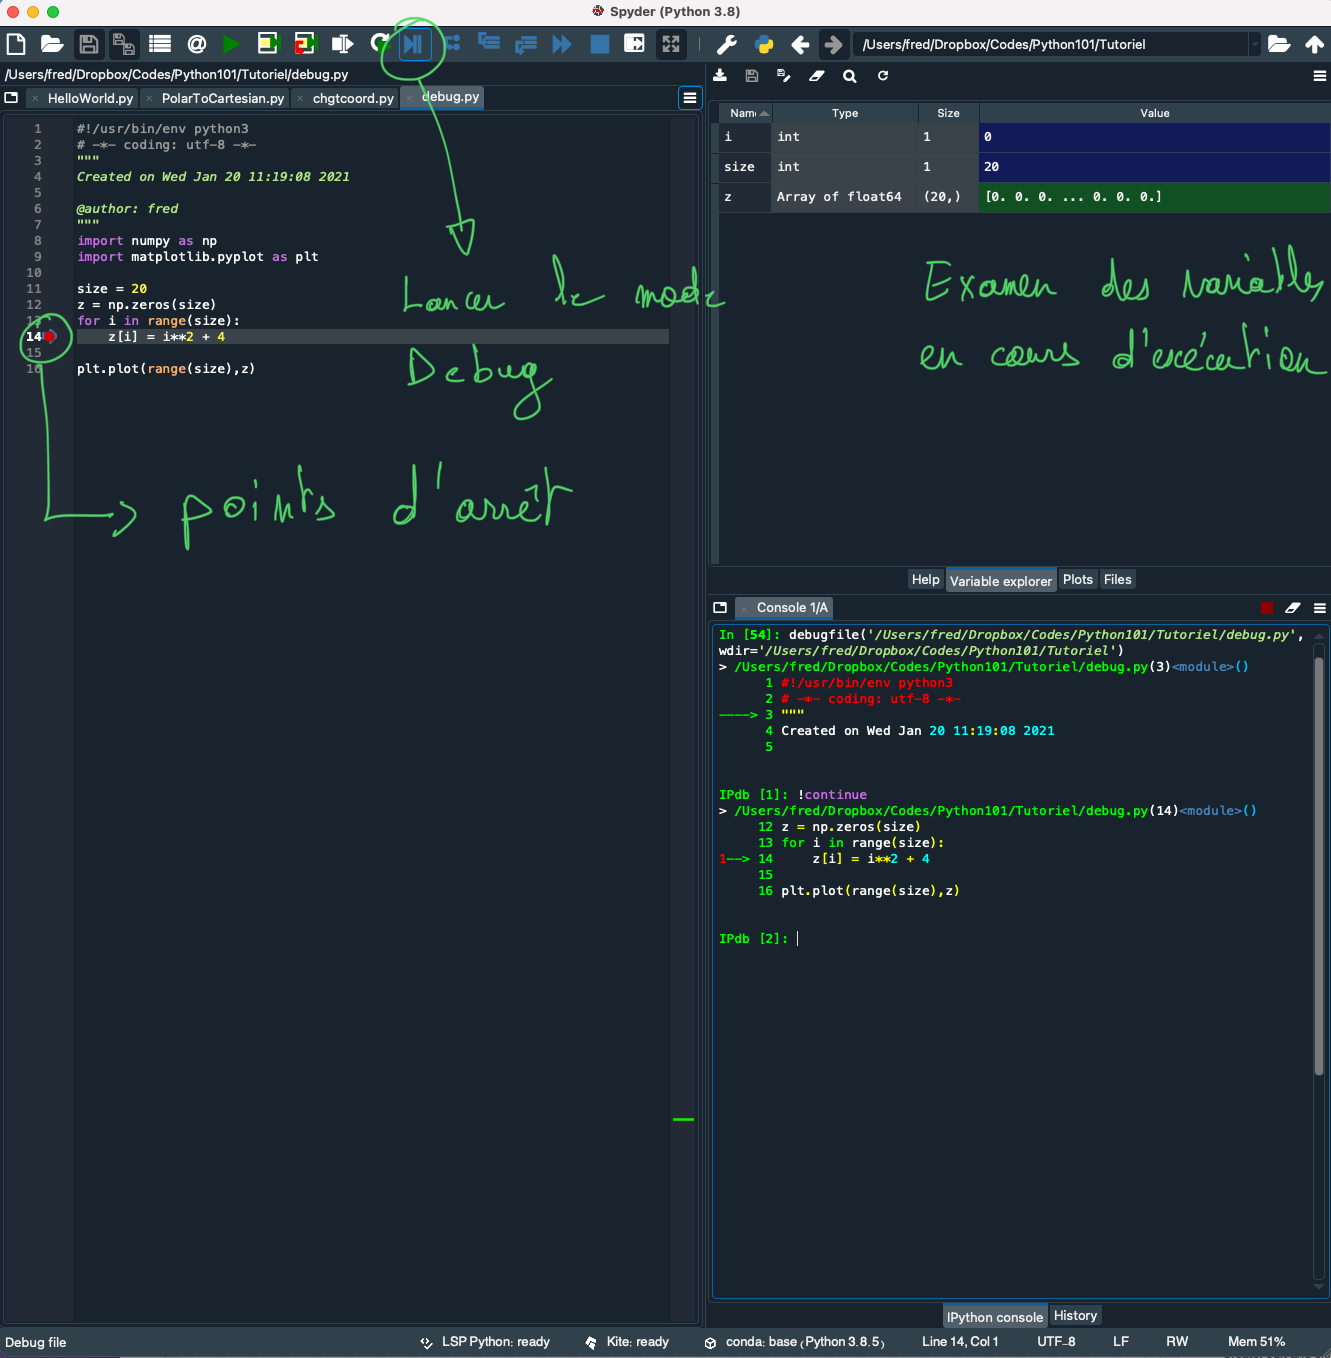 Spyder (Python 3.8)
/Users/fred/Dropbox/Codes/Python101/Tutoriel
/Users/fred/Dropbox/Codes/Python101/Tutoriel/debug.py
HelloWorld.py PolarToCartesian.py chgtcoord.py debug.py
1 #!/usr/bin/env python3
2 # -*- coding: utf-8 -*-
3 """
4 Created on Wed Jan 20 11:19:08 2021
5
6 @author: fred
7 """
8 import numpy as np
9 import matplotlib.pyplot as plt
10
11 size = 20
12 z = np.zeros(size)
13 for i in range(size):
14 z[i] = i**2 + 4
15
16 plt.plot(range(size),z)
Lancer le mode
Debug
points d'arrêt
Name Type Size Value
i int 1 0
size int 1 20
z Array of float64 (20,) [0. 0. 0. ... 0. 0. 0.]
Examen des variables
en cours d'exécution
Help Variable explorer Plots Files
Console 1/A
In [54]: debugfile('/Users/fred/Dropbox/Codes/Python101/Tutoriel/debug.py',
wdir='/Users/fred/Dropbox/Codes/Python101/Tutoriel')
> /Users/fred/Dropbox/Codes/Python101/Tutoriel/debug.py(3)<module>()
1 #!/usr/bin/env python3
2 # -*- coding: utf-8 -*-
----> 3 """
4 Created on Wed Jan 20 11:19:08 2021
5
IPdb [1]: !continue
> /Users/fred/Dropbox/Codes/Python101/Tutoriel/debug.py(14)<module>()
12 z = np.zeros(size)
13 for i in range(size):
1--> 14 z[i] = i**2 + 4
15
16 plt.plot(range(size),z)
IPdb [2]:
IPython console History
Debug file LSP Python: ready Kite: ready conda: base (Python 3.8.5) Line 14, Col 1 UTF-8 LF RW Mem 51%